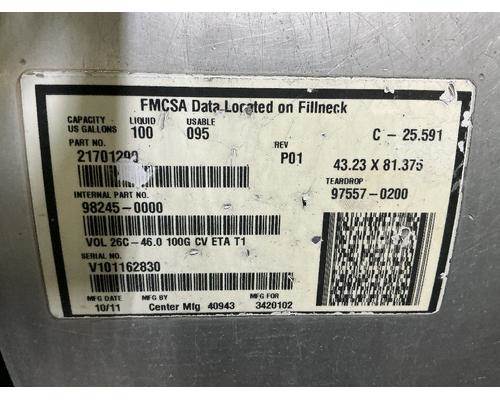 FMCSA Data Located on Fillneck
CAPACITY LIQUID USABLE
US GALLONS 100 095
C - 25.591
PART NO. REV
P01 43.23 X 81.375
TEARDROP
97557-0200
INTERNAL PART NO.
98245-0000
VOL 26C-46.0 100G CV ETA T1
SERIAL NO.
V101162830
MFG DATE MFG BY MFG FOR
10/11 Center Mfg 40943 3420102